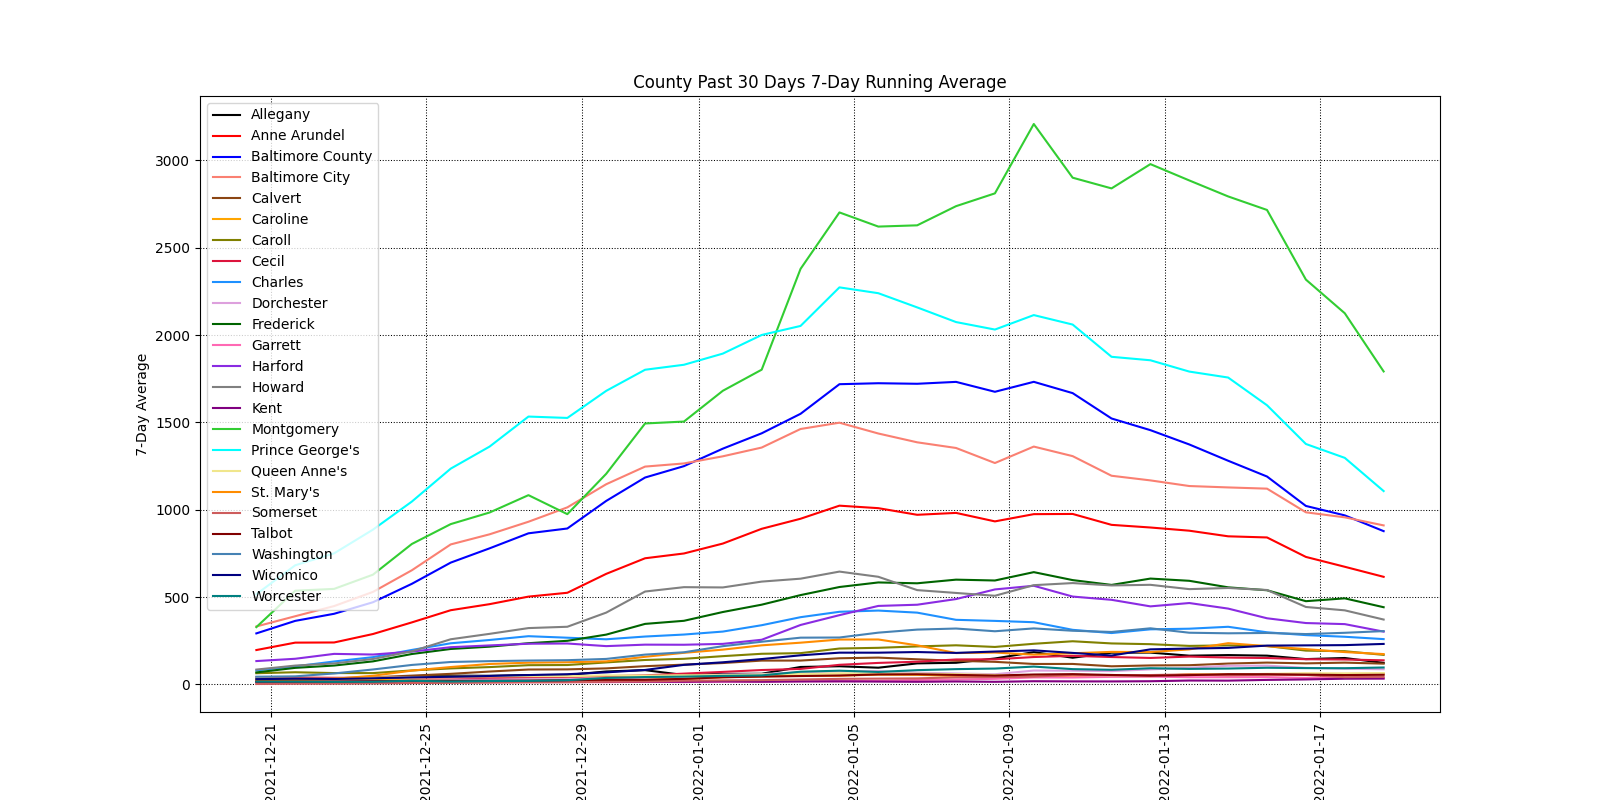 County Past 30 Days 7-Day Running Average
Allegany
Anne Arundel
Baltimore County
Baltimore City
Calvert
Caroline
Caroll
Cecil
Charles
Dorchester
Frederick
Garrett
Harford
Howard
Kent
Montgomery
Prince George's
Queen Anne's
St. Mary's
Somerset
Talbot
Washington
Wicomico
Worcester
7-Day Average
3000
2500
2000
1500
1000
500
0
2021-12-21
2021-12-25
2021-12-29
2022-01-01
2022-01-05
2022-01-09
2022-01-13
2022-01-17